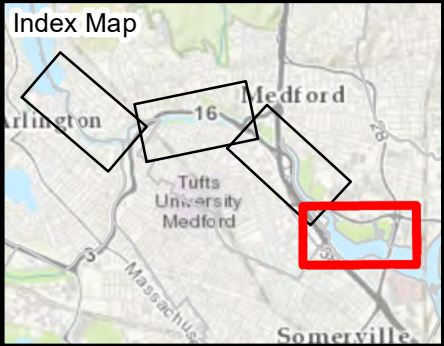 Index Map
Medford
16
Arlington
28
Tufts
University
Medford
3
Massachus
Somerville